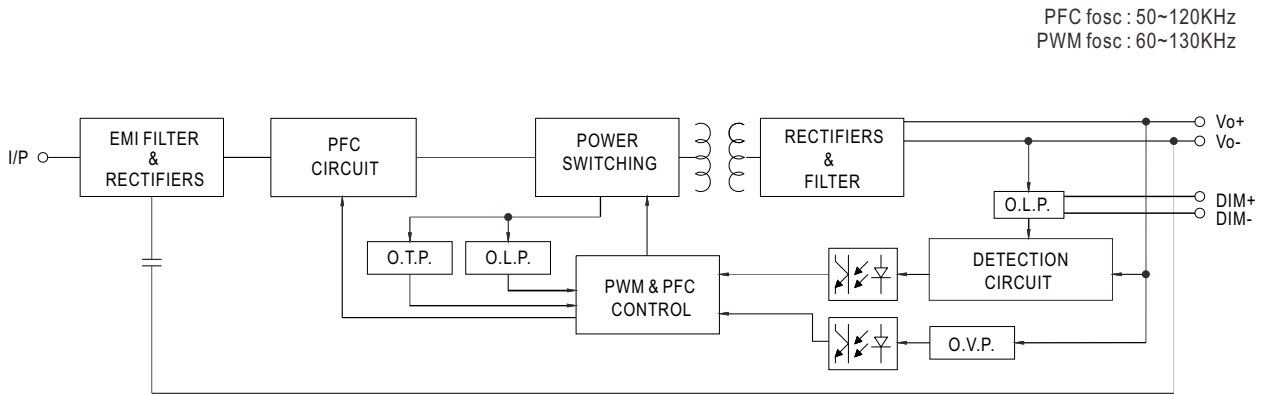 PFC fosc : 50~120KHz
PWM fosc : 60~130KHz
I/P
EMI FILTER
&
RECTIFIERS
PFC
CIRCUIT
POWER
SWITCHING
RECTIFIERS
&
FILTER
Vo+
Vo-
O.L.P.
DIM+
DIM-
O.T.P.
O.L.P.
PWM & PFC
CONTROL
DETECTION
CIRCUIT
O.V.P.